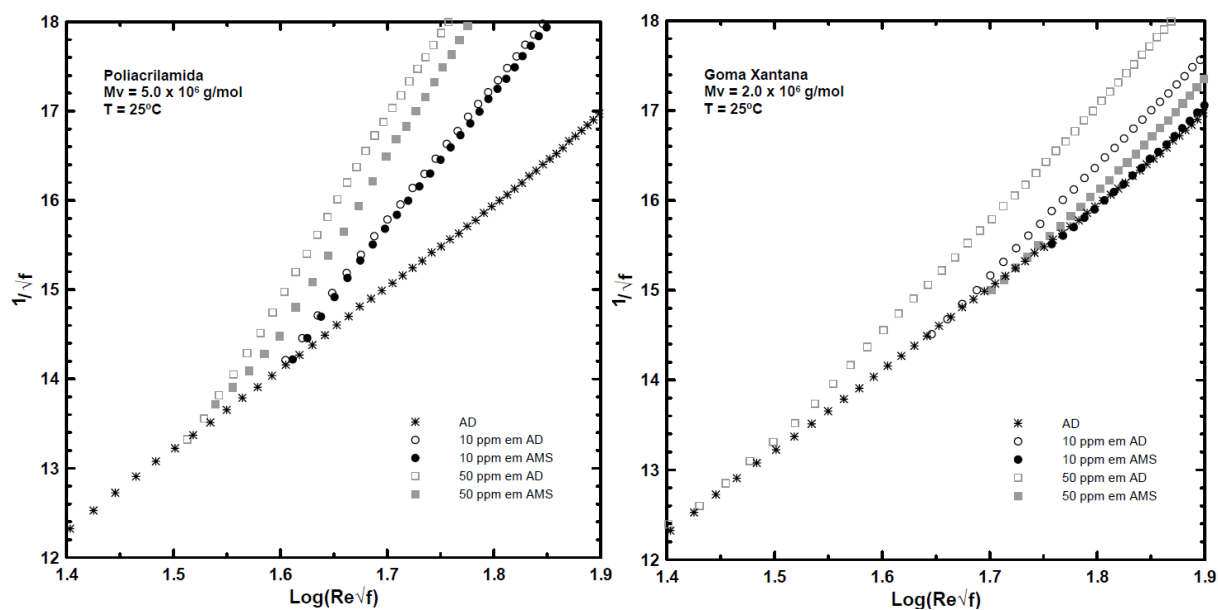 18
17
16
15
14
13
12
1/√f
Poliacrilamida
Mv = 5.0 x 10⁶ g/mol
T = 25ºC
AD
10 ppm em AD
10 ppm em AMS
50 ppm em AD
50 ppm em AMS
1.4 1.5 1.6 1.7 1.8 1.9
Log(Re√f)
18
17
16
15
14
13
12
1/√f
Goma Xantana
Mv = 2.0 x 10⁶ g/mol
T = 25ºC
AD
10 ppm em AD
10 ppm em AMS
50 ppm em AD
50 ppm em AMS
1.4 1.5 1.6 1.7 1.8 1.9
Log(Re√f)